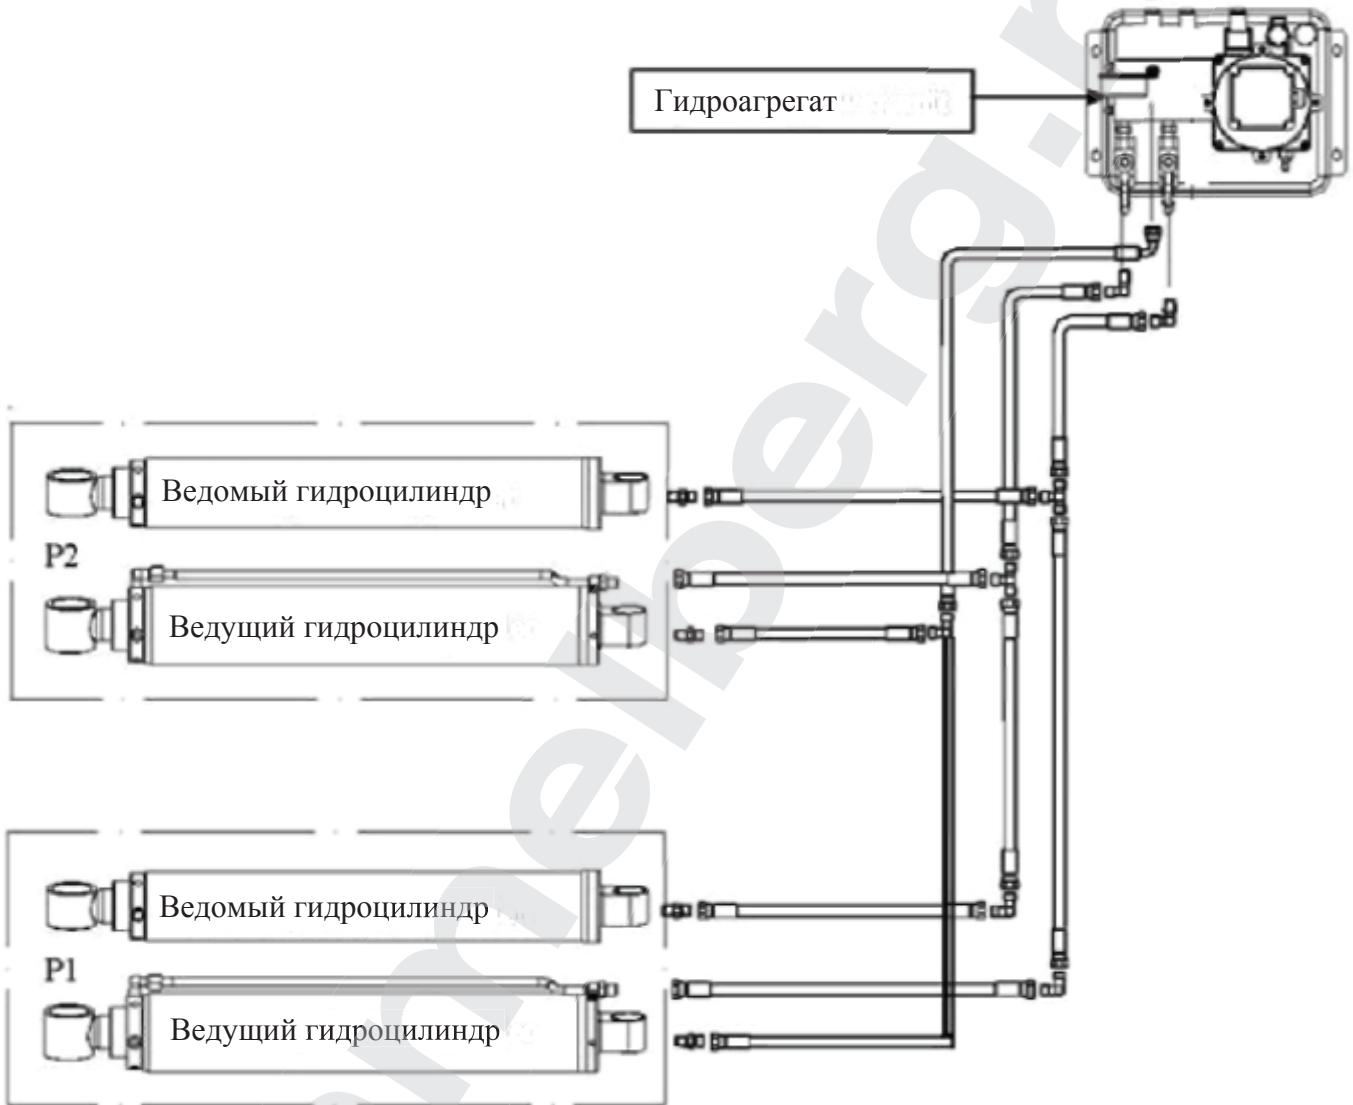 Гидроагрегат
Ведомый гидроцилиндр
P2
Ведущий гидроцилиндр
Ведомый гидроцилиндр
P1
Ведущий гидроцилиндр